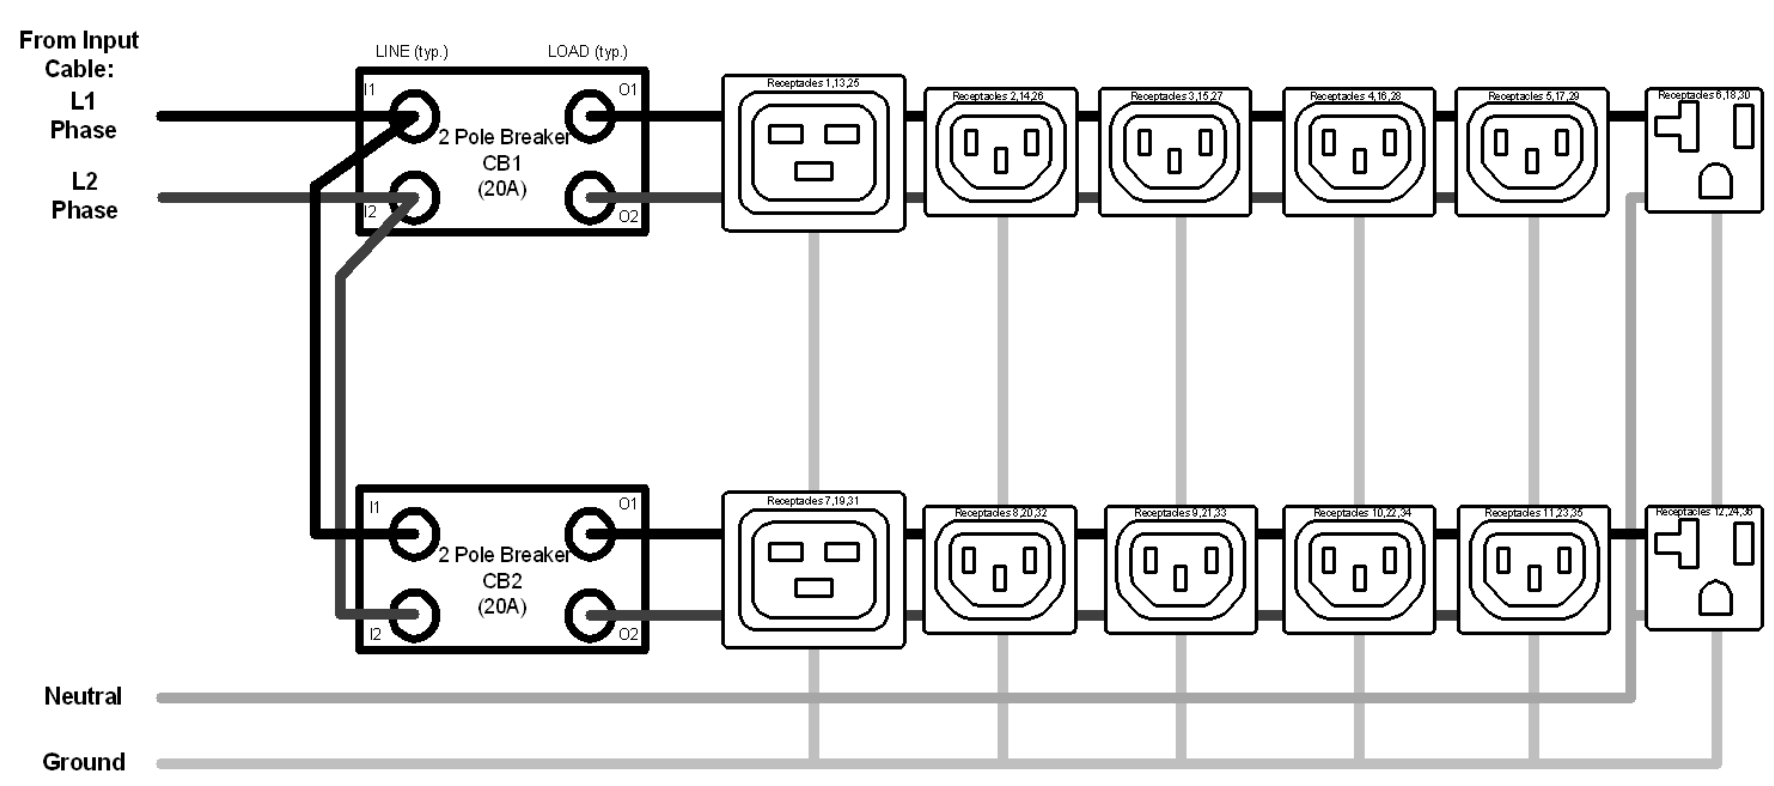 From Input
Cable:
L1
Phase
L2
Phase
LINE (typ.)
LOAD (typ.)
I1
O1
2 Pole Breaker
CB1
(20A)
I2
O2
Receptacles 1,13,25
Receptacles 2,14,26
Receptacles 3,15,27
Receptacles 4,16,28
Receptacles 5,17,29
Receptacles 6,18,30
I1
O1
2 Pole Breaker
CB2
(20A)
I2
O2
Receptacles 7,19,31
Receptacles 8,20,32
Receptacles 9,21,33
Receptacles 10,22,34
Receptacles 11,23,35
Receptacles 12,24,36
Neutral
Ground